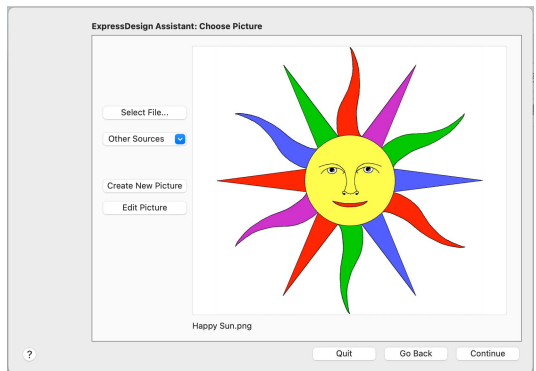 ExpressDesign Assistant: Choose Picture
Select File...
Other Sources
Create New Picture
Edit Picture
Happy Sun.png
?
Quit
Go Back
Continue